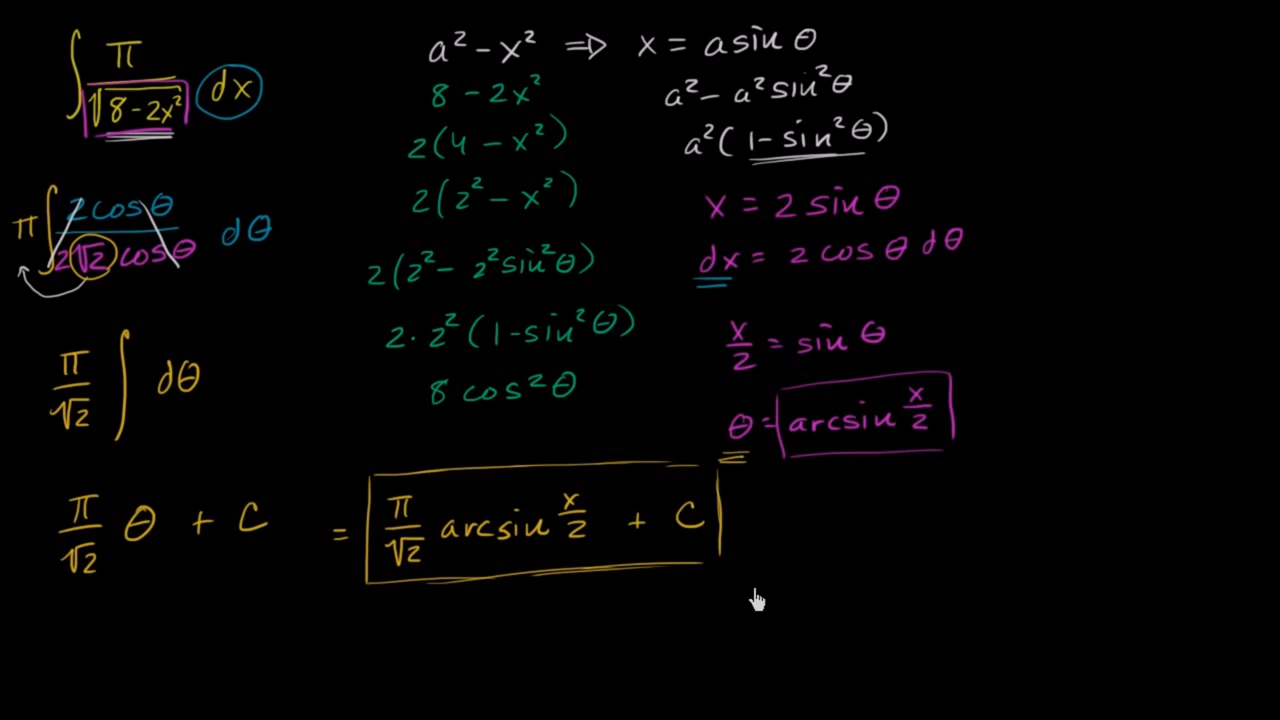 ∫ π / √(8 - 2x²) dx
π ∫ 2cosθ / 2√2 cosθ dθ
π/√2 ∫ dθ
π/√2 θ + C = π/√2 arcsin x/2 + C
a² - x² ⇒ x = a sin θ
8 - 2x²
2(4 - x²)
2(2² - x²)
2(2² - 2² sin²θ)
2 · 2²(1 - sin²θ)
8 cos²θ
a² - a² sin²θ
a²(1 - sin²θ)
x = 2 sin θ
dx = 2 cos θ dθ
x/2 = sin θ
θ = arcsin x/2